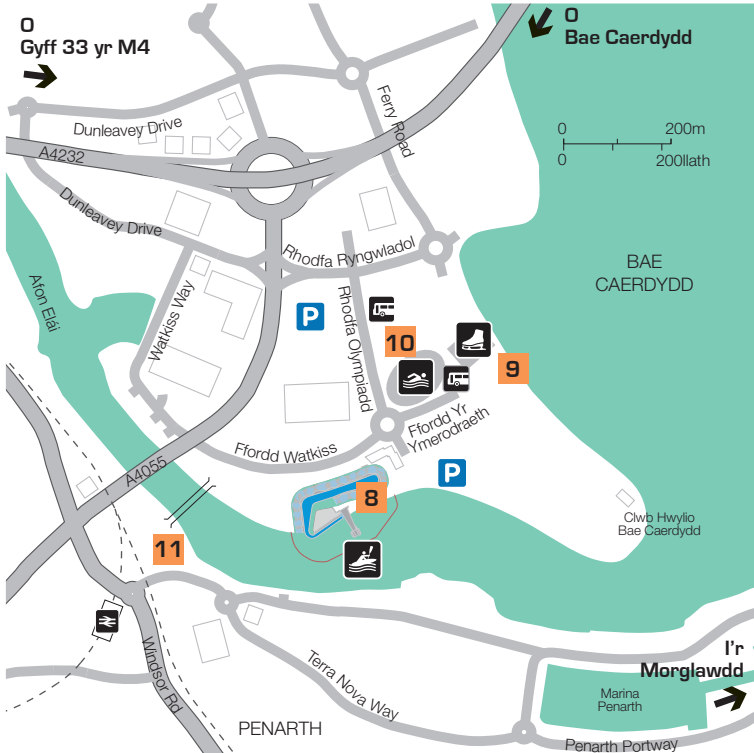 O
Gyff 33 yr M4
O
Bae Caerdydd
Dunleavey Drive
A4232
Ferry Road
0 200m
0 200llath
Dunleavey Drive
Rhodfa Ryngwladol
BAE
CAERDYDD
Afon Elái
Watkiss Way
P
Rhodfa Olympiadd
10
9
Ffordd Yr
Ymerodraeth
Ffordd Watkiss
A4055
P
8
Clwb Hwylio
Bae Caerdydd
11
Windsor Rd
Terra Nova Way
I'r
Morglawdd
Marina
Penarth
PENARTH
Penarth Portway